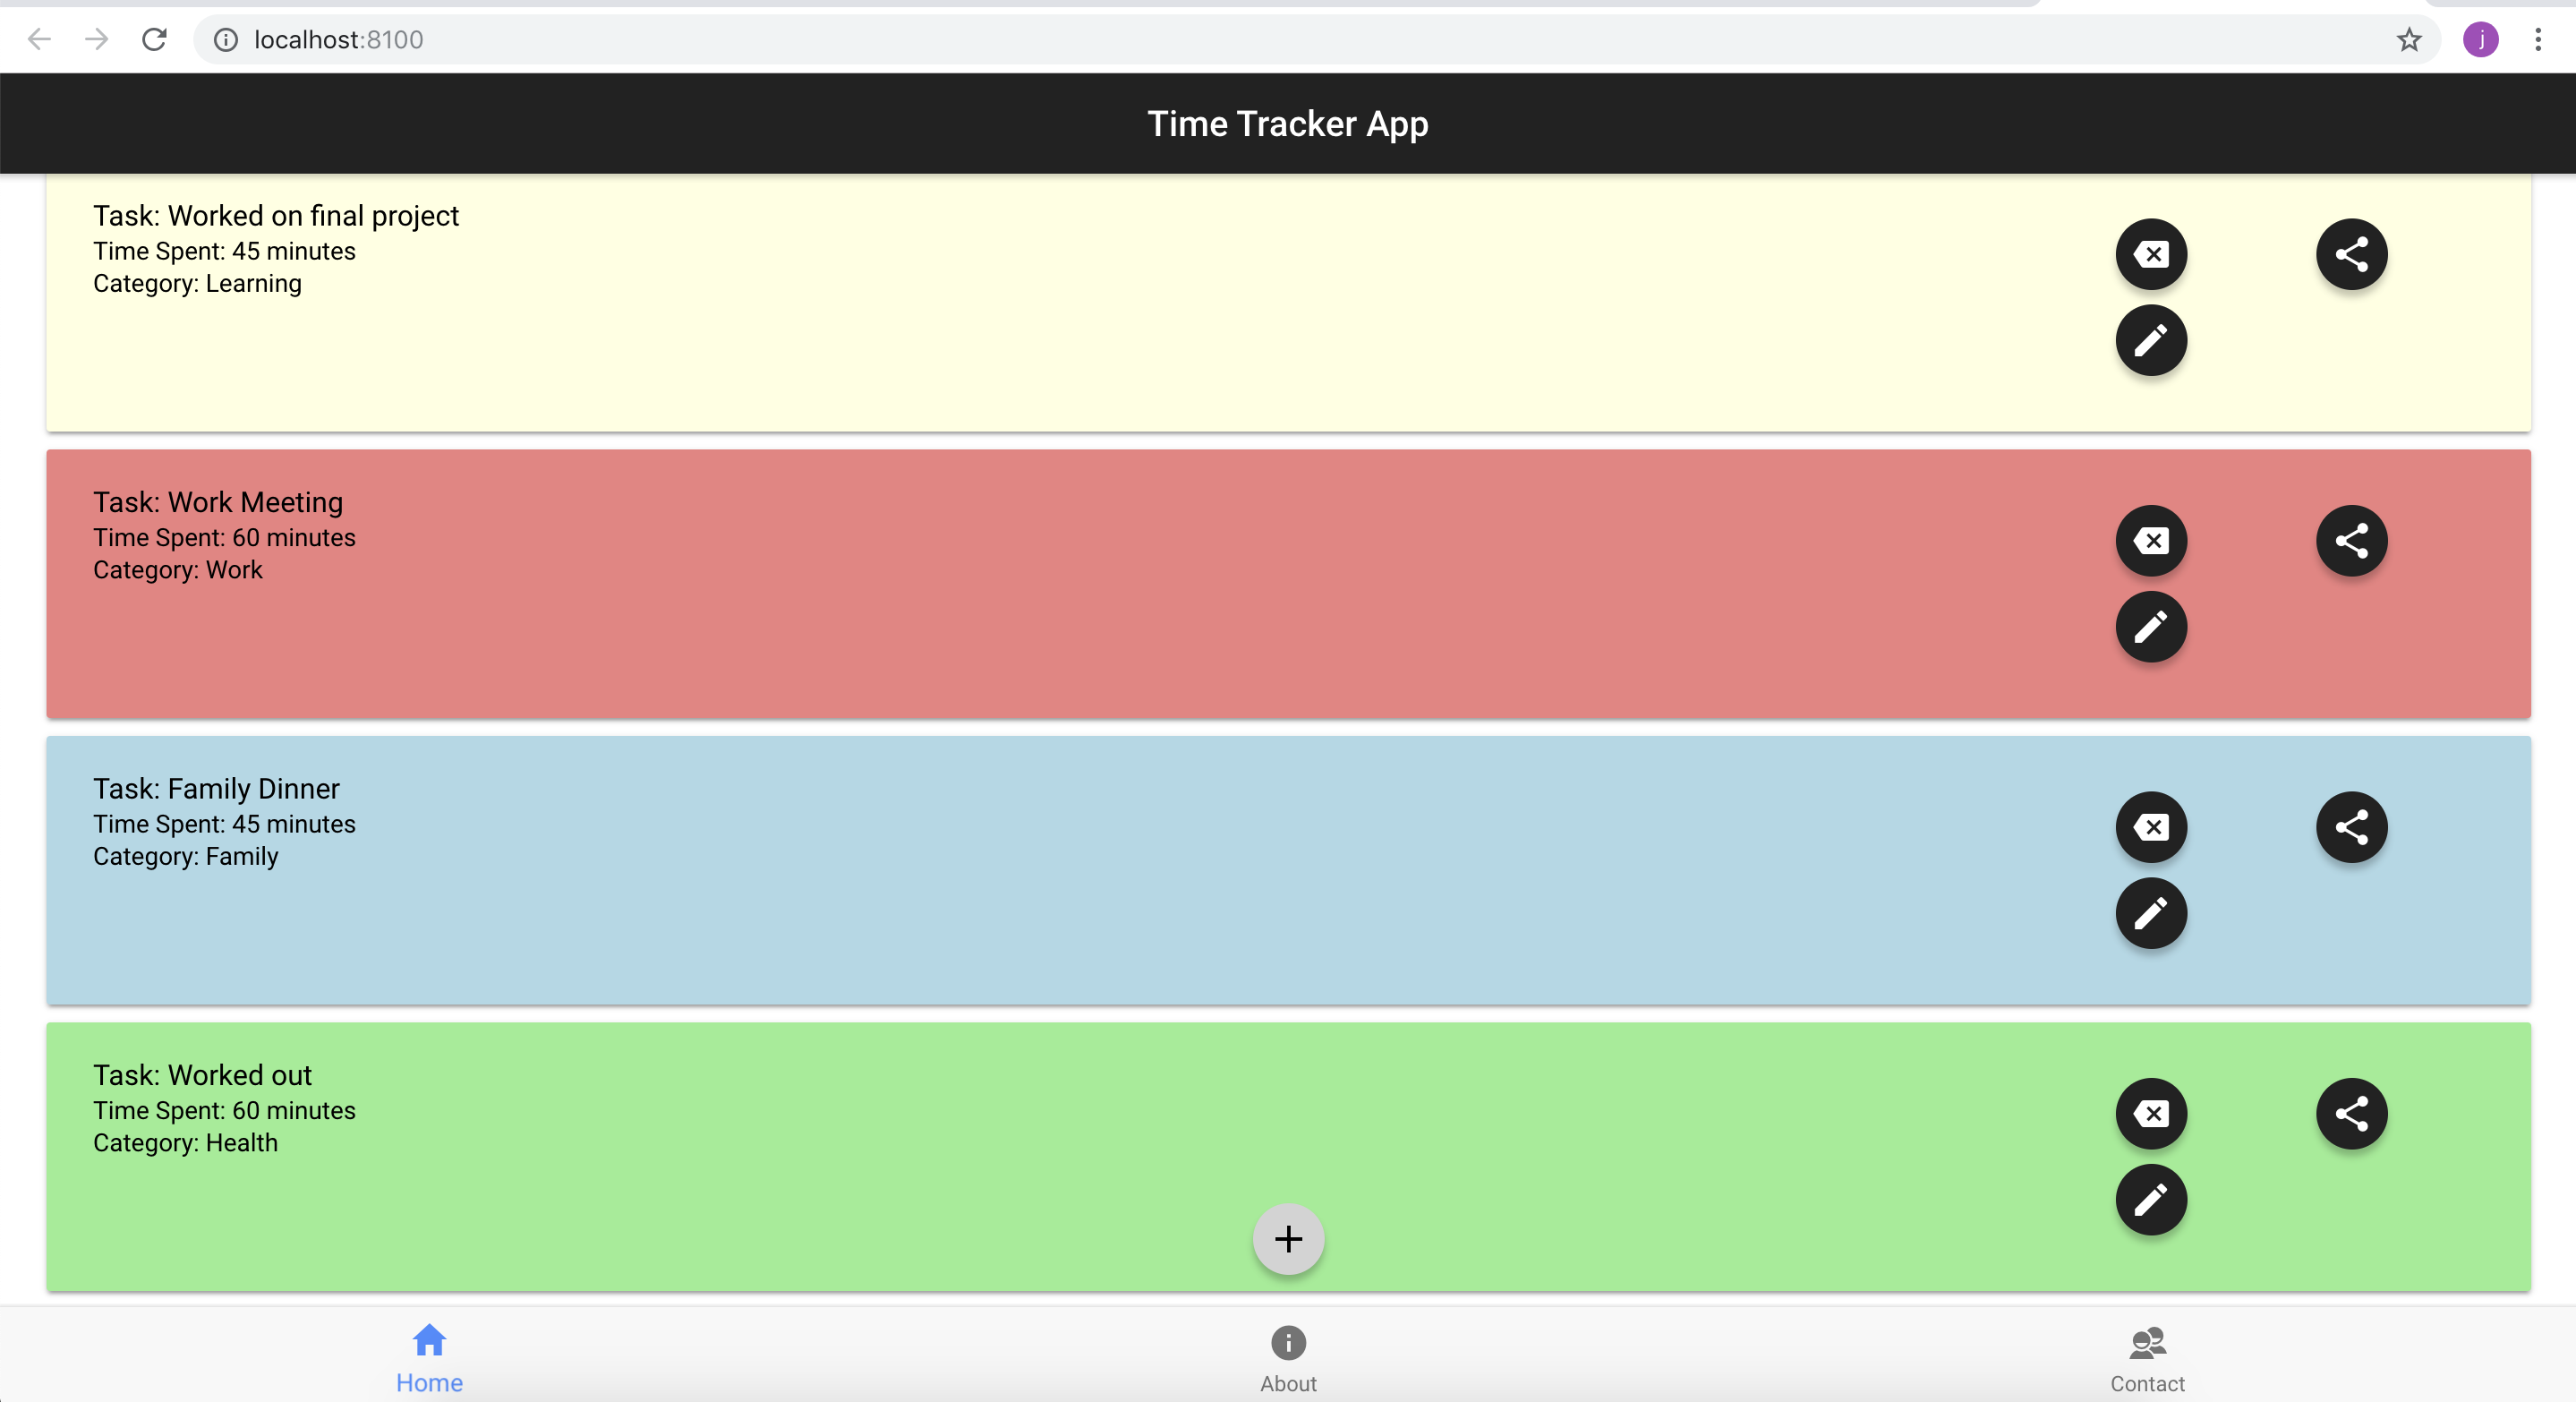 localhost:8100
j
Time Tracker App
Task: Worked on final project
Time Spent: 45 minutes
Category: Learning
Task: Work Meeting
Time Spent: 60 minutes
Category: Work
Task: Family Dinner
Time Spent: 45 minutes
Category: Family
Task: Worked out
Time Spent: 60 minutes
Category: Health
Home
About
Contact